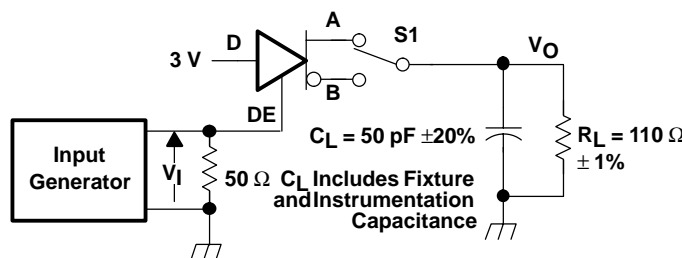 A
S1
D
3 V
V_O
B
DE
C_L = 50 pF ±20%
R_L = 110 Ω
± 1%
Input
Generator
V_I
50 Ω
C_L Includes Fixture
and Instrumentation
Capacitance